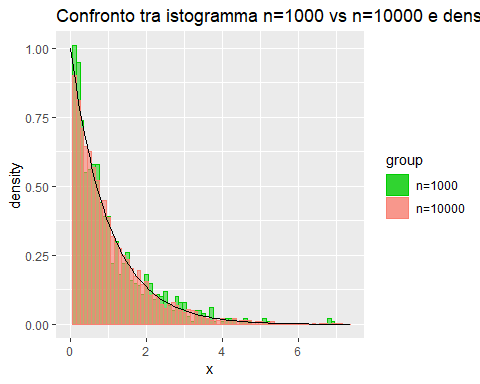 Confronto tra istogramma n=1000 vs n=10000 e dens
density
1.00
0.75
0.50
0.25
0.00
0
2
4
6
x
group
n=1000
n=10000